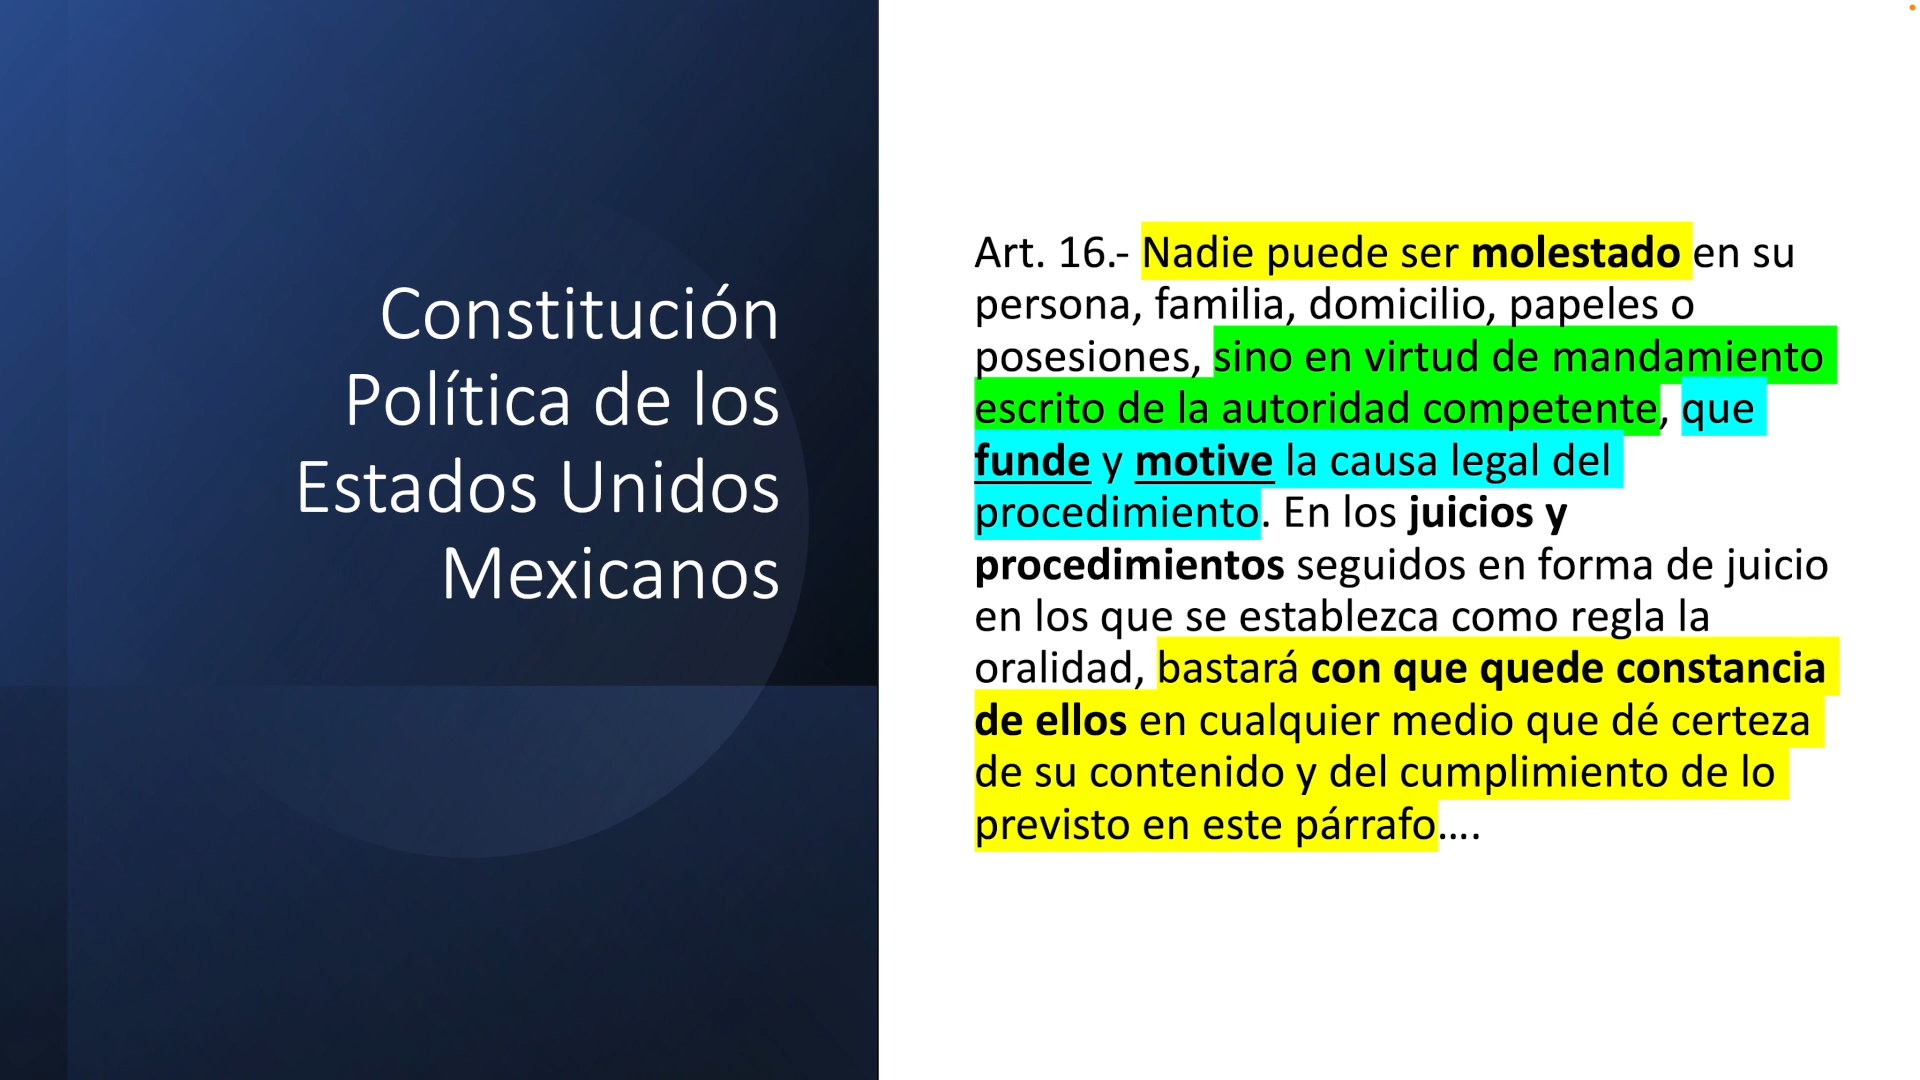 Constitución
Política de los
Estados Unidos
Mexicanos
Art. 16.- Nadie puede ser molestado en su
persona, familia, domicilio, papeles o
posesiones, sino en virtud de mandamiento
escrito de la autoridad competente, que
funde y motive la causa legal del
procedimiento. En los juicios y
procedimientos seguidos en forma de juicio
en los que se establezca como regla la
oralidad, bastará con que quede constancia
de ellos en cualquier medio que dé certeza
de su contenido y del cumplimiento de lo
previsto en este párrafo....